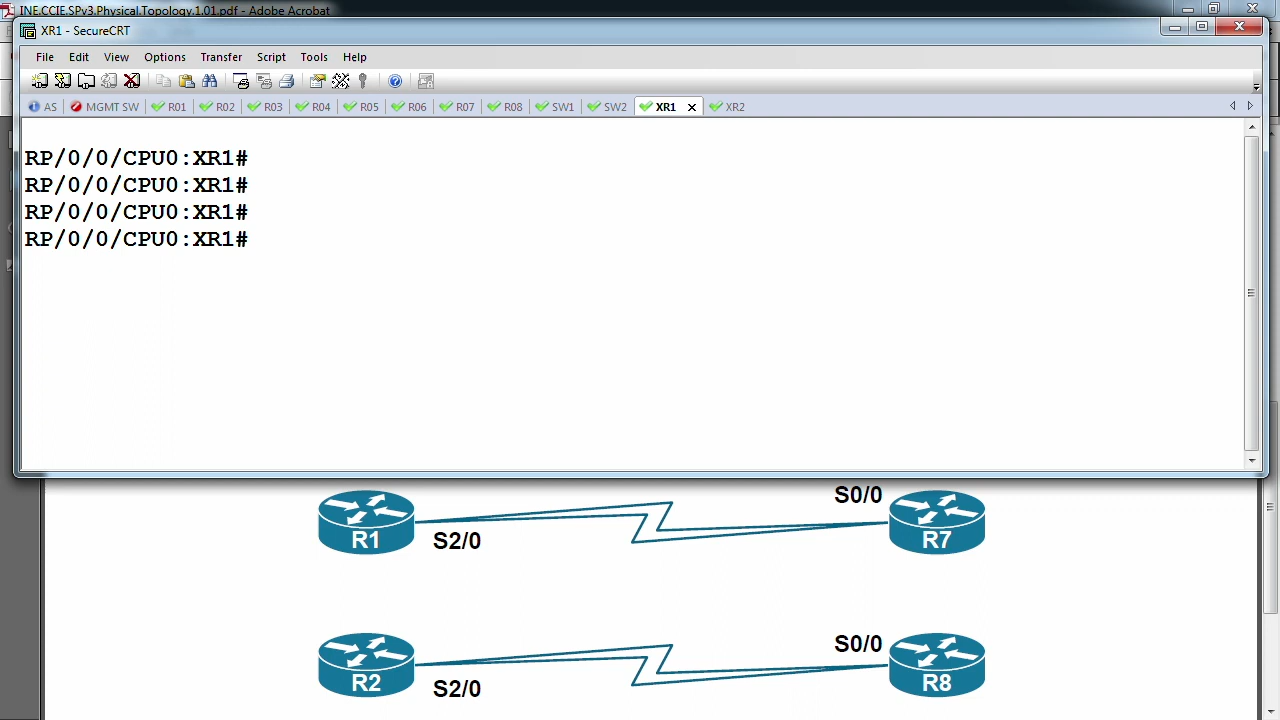 INE.CCIE.SPv3.Physical.Topology.1.01.pdf - Adobe Acrobat
XR1 - SecureCRT
File Edit View Options Transfer Script Tools Help
AS MGMT SW R01 R02 R03 R04 R05 R06 R07 R08 SW1 SW2 XR1 XR2
RP/0/0/CPU0:XR1#
RP/0/0/CPU0:XR1#
RP/0/0/CPU0:XR1#
RP/0/0/CPU0:XR1#
S0/0
R1 S2/0 R7
S0/0
R2 S2/0 R8